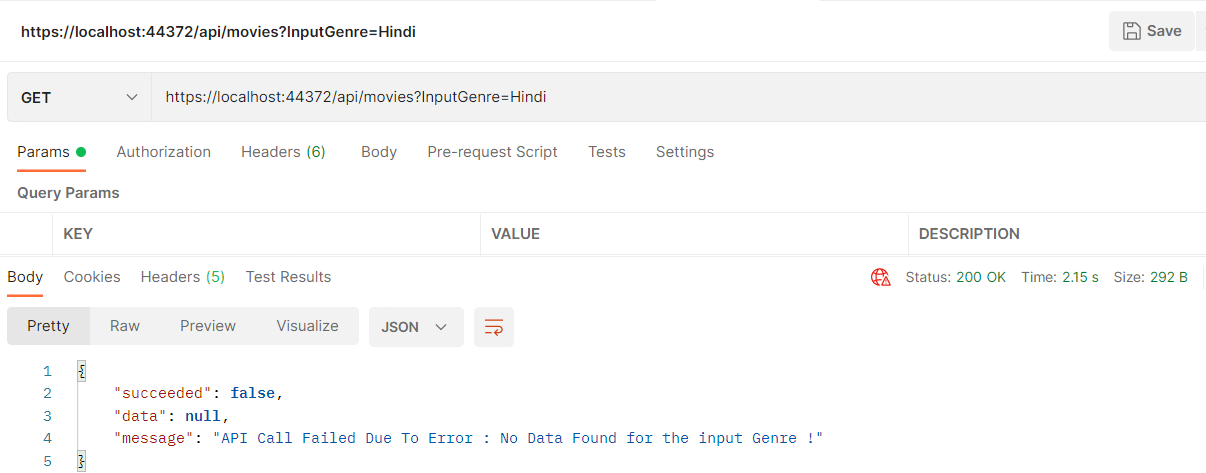 https://localhost:44372/api/movies?InputGenre=Hindi Save
GET https://localhost:44372/api/movies?InputGenre=Hindi
Params Authorization Headers (6) Body Pre-request Script Tests Settings
Query Params
KEY VALUE DESCRIPTION
Body Cookies Headers (5) Test Results Status: 200 OK Time: 2.15 s Size: 292 B
Pretty Raw Preview Visualize JSON
1 {
2 "succeeded": false,
3 "data": null,
4 "message": "API Call Failed Due To Error : No Data Found for the input Genre !"
5 }